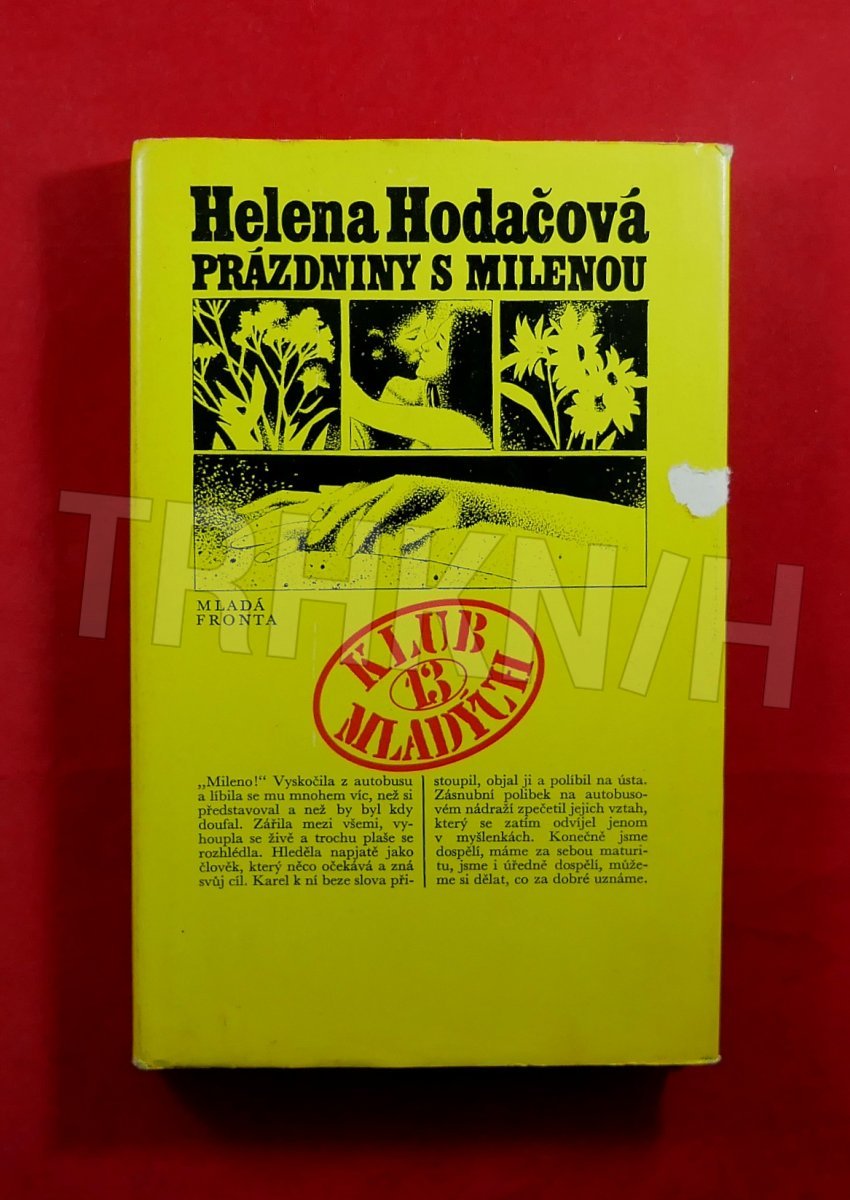 Helena Hodačová
PRÁZDNINY S MILENOU
MLADÁ
FRONTA
KLUB
13
MLADÝCH
„Mileno!“ Vyskočila z autobusu
a líbila se mu mnohem víc, než si
představoval a než by byl kdy
doufal. Zářila mezi všemi, vy-
houpla se živě a trochu plaše se
rozhlédla. Hleděla napjatě jako
člověk, který něco očekává a zná
svůj cíl. Karel k ní beze slova při-
stoupil, objal ji a políbil na ústa.
Zásnubní polibek na autobuso-
vém nádraží zpečetil jejich vztah,
který se zatím odvíjel jenom
v myšlenkách. Konečně jsme
dospělí, máme za sebou maturi-
tu, jsme i úředně dospělí, může-
me si dělat, co za dobré uznáme.
TRHKN/H